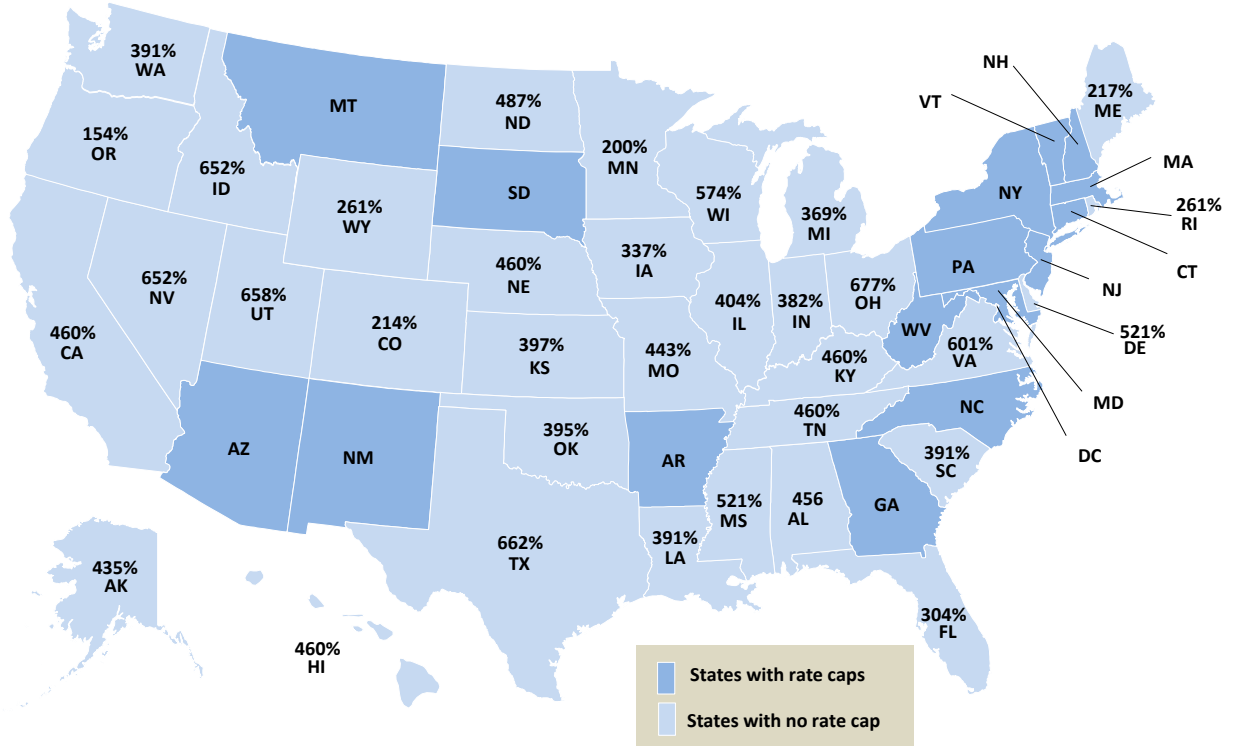 391%
WA
154%
OR
652%
ID
MT
487%
ND
200%
MN
574%
WI
369%
MI
NH
VT
217%
ME
MA
261%
RI
CT
NJ
NY
PA
SD
261%
WY
652%
NV
658%
UT
460%
CA
214%
CO
460%
NE
337%
IA
404%
IL
382%
IN
677%
OH
WV
601%
VA
521%
DE
MD
DC
397%
KS
443%
MO
460%
KY
460%
TN
NC
391%
SC
AZ
NM
395%
OK
AR
662%
TX
391%
LA
521%
MS
456
AL
GA
304%
FL
435%
AK
460%
HI
States with rate caps
States with no rate cap